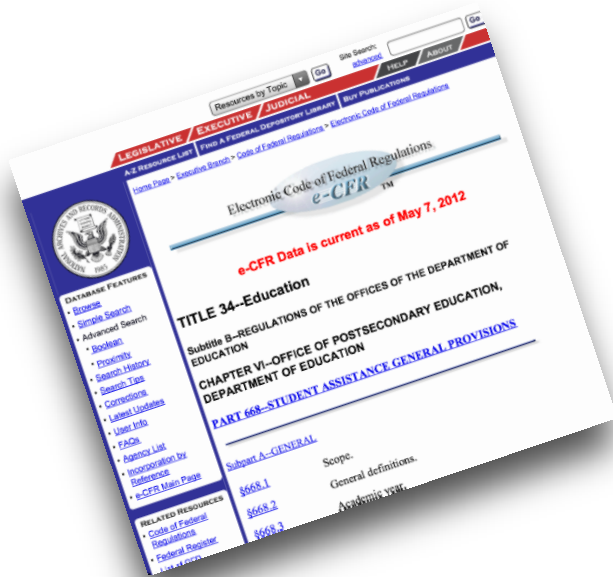 Resources by Topic
Go
Site Search:
advanced
Go
LEGISLATIVE / EXECUTIVE / JUDICIAL
HELP / ABOUT
A-Z RESOURCE LIST FIND A FEDERAL DEPOSITORY LIBRARY BUY PUBLICATIONS
Home Page > Executive Branch > Code of Federal Regulations > Electronic Code of Federal Regulations
NATIONAL ARCHIVES AND RECORDS ADMINISTRATION
1985
DATABASE FEATURES
• Browse
• Simple Search
• Advanced Search
• Boolean
• Proximity
• Search History
• Search Tips
• Corrections
• Latest Updates
• User Info
• FAQs
• Agency List
• Incorporation by
Reference
• e-CFR Main Page
RELATED RESOURCES
• Code of Federal
Regulations
• Federal Register
Electronic Code of Federal Regulations
e-CFR
TM
e-CFR Data is current as of May 7, 2012
TITLE 34--Education
Subtitle B--REGULATIONS OF THE OFFICES OF THE DEPARTMENT OF
EDUCATION
CHAPTER VI--OFFICE OF POSTSECONDARY EDUCATION,
DEPARTMENT OF EDUCATION
PART 668--STUDENT ASSISTANCE GENERAL PROVISIONS
Subpart A--GENERAL
§668.1 Scope.
§668.2 General definitions.
§668.3 Academic year.